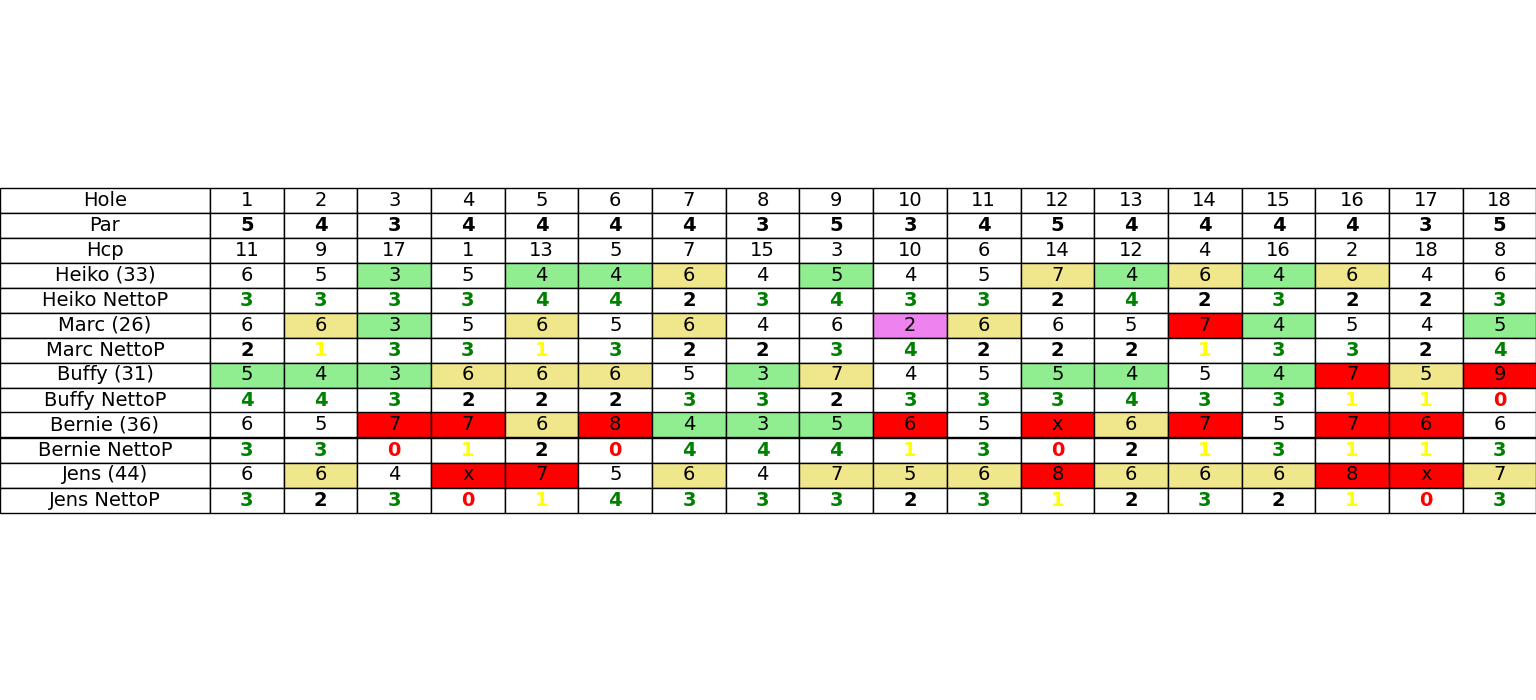 Hole 1 2 3 4 5 6 7 8 9 10 11 12 13 14 15 16 17 18
Par 5 4 3 4 4 4 4 3 5 3 4 5 4 4 4 4 3 5
Hcp 11 9 17 1 13 5 7 15 3 10 6 14 12 4 16 2 18 8
Heiko (33) 6 5 3 5 4 4 6 4 5 4 5 7 4 6 4 6 4 6
Heiko NettoP 3 3 3 3 4 4 2 3 4 3 3 2 4 2 3 2 2 3
Marc (26) 6 6 3 5 6 5 6 4 6 2 6 6 5 7 4 5 4 5
Marc NettoP 2 1 3 3 1 3 2 2 3 4 2 2 2 1 3 3 2 4
Buffy (31) 5 4 3 6 6 6 5 3 7 4 5 5 4 5 4 7 5 9
Buffy NettoP 4 4 3 2 2 2 3 3 2 3 3 3 4 3 3 1 1 0
Bernie (36) 6 5 7 7 6 8 4 3 5 6 5 x 6 7 5 7 6 6
Bernie NettoP 3 3 0 1 2 0 4 4 4 1 3 0 2 1 3 1 1 3
Jens (44) 6 6 4 x 7 5 6 4 7 5 6 8 6 6 6 8 x 7
Jens NettoP 3 2 3 0 1 4 3 3 3 2 3 1 2 3 2 1 0 3